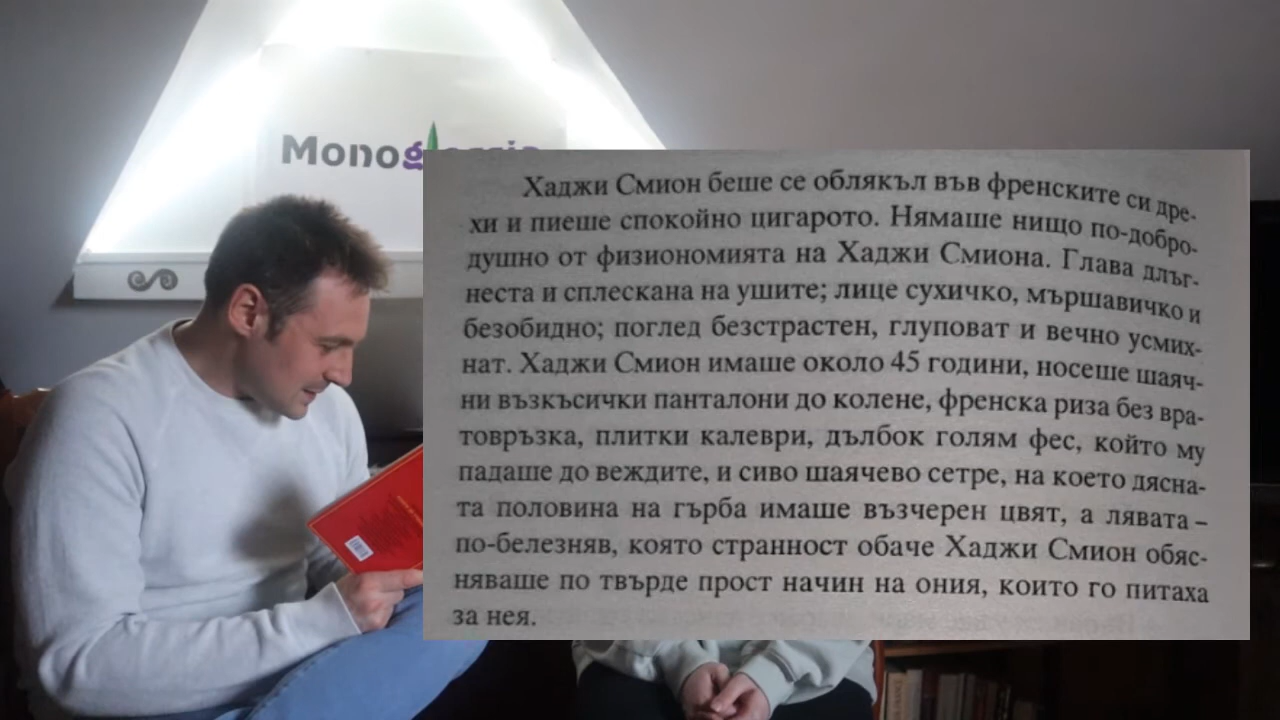 Monoglossia
Хаджи Смион беше се облякъл във френските си дре-
хи и пиеше спокойно цигарото. Нямаше нищо по-добро-
душно от физиономията на Хаджи Смиона. Глава длъг-
неста и сплескана на ушите; лице сухичко, мършавичко и
безобидно; поглед безстрастен, глуповат и вечно усмих-
нат. Хаджи Смион имаше около 45 години, носеше шаяч-
ни възкъсички панталони до колене, френска риза без вра-
товръзка, плитки калеври, дълбок голям фес, който му
падаше до веждите, и сиво шаячево сетре, на което дясна-
та половина на гърба имаше възчерен цвят, а лявата –
по-белезняв, която странност обаче Хаджи Смион обяс-
няваше по твърде прост начин на ония, които го питаха
за нея.